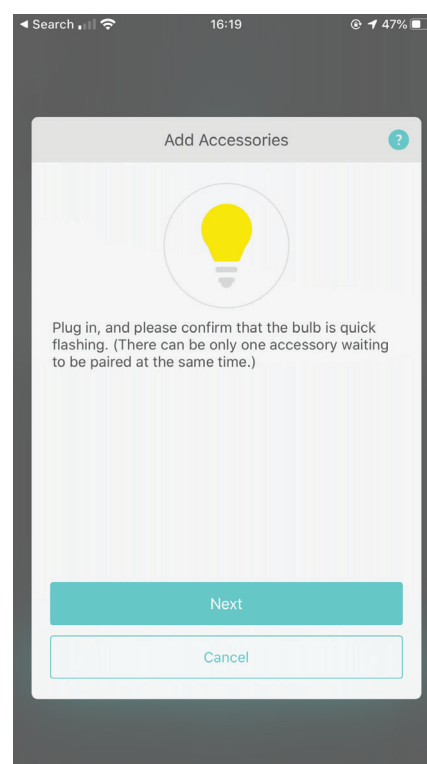 Search
16:19
47%
Add Accessories
?
Plug in, and please confirm that the bulb is quick
flashing. (There can be only one accessory waiting
to be paired at the same time.)
Next
Cancel